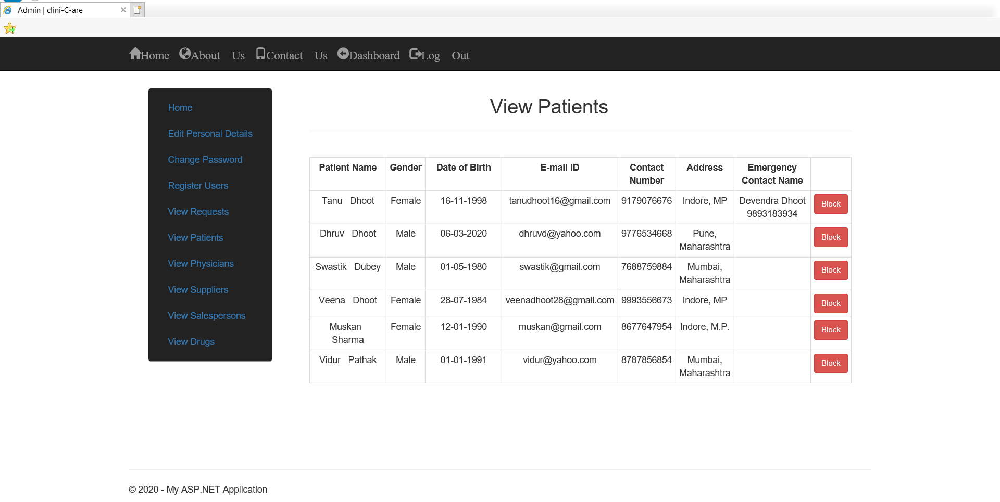 Admin | clini-C-are
Home About Us Contact Us Dashboard Log Out
Home
Edit Personal Details
Change Password
Register Users
View Requests
View Patients
View Physicians
View Suppliers
View Salespersons
View Drugs
View Patients
Patient Name Gender Date of Birth E-mail ID Contact Number Address Emergency Contact Name
Tanu Dhoot Female 16-11-1998 tanudhoot16@gmail.com 9179076676 Indore, MP Devendra Dhoot 9893183934 Block
Dhruv Dhoot Male 06-03-2020 dhruvd@yahoo.com 9776534668 Pune, Maharashtra Block
Swastik Dubey Male 01-05-1980 swastik@gmail.com 7688759884 Mumbai, Maharashtra Block
Veena Dhoot Female 28-07-1984 veenadhoot28@gmail.com 9993556673 Indore, MP Block
Muskan Sharma Female 12-01-1990 muskan@gmail.com 8677647954 Indore, M.P. Block
Vidur Pathak Male 01-01-1991 vidur@yahoo.com 8787856854 Mumbai, Maharashtra Block
© 2020 - My ASP.NET Application